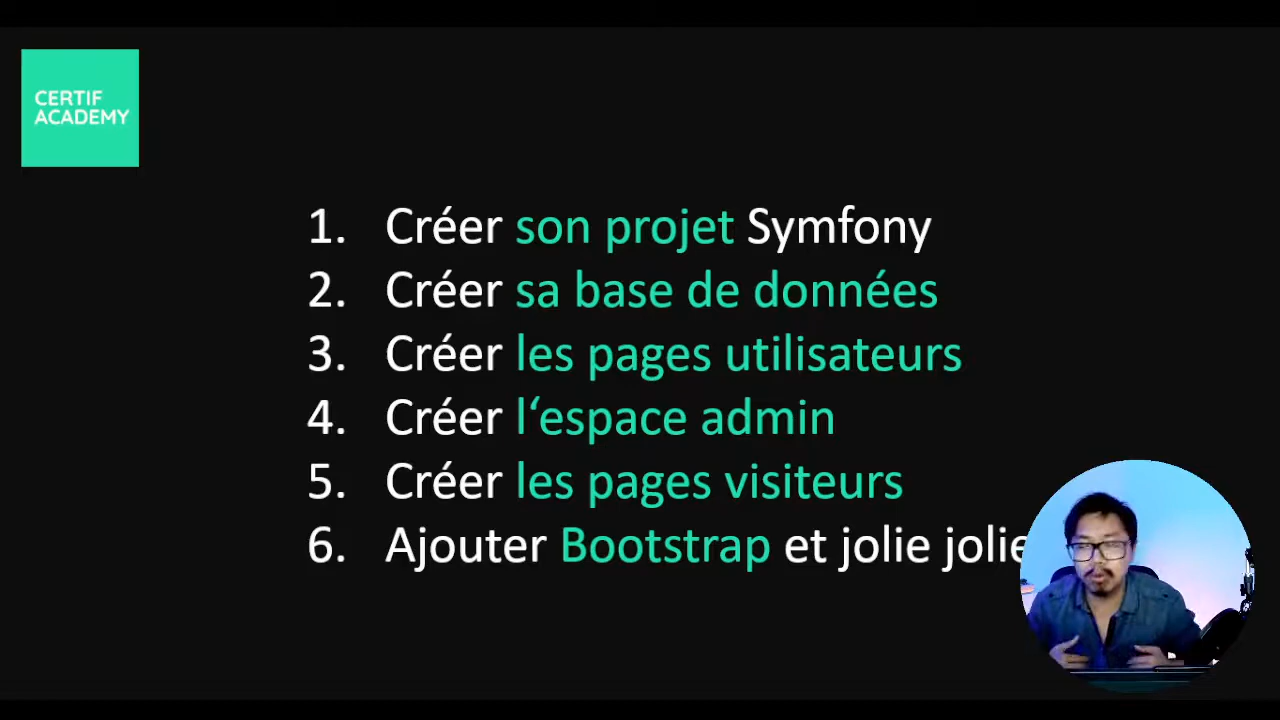 CERTIF
ACADEMY
1. Créer son projet Symfony
2. Créer sa base de données
3. Créer les pages utilisateurs
4. Créer l‘espace admin
5. Créer les pages visiteurs
6. Ajouter Bootstrap et jolie jolie